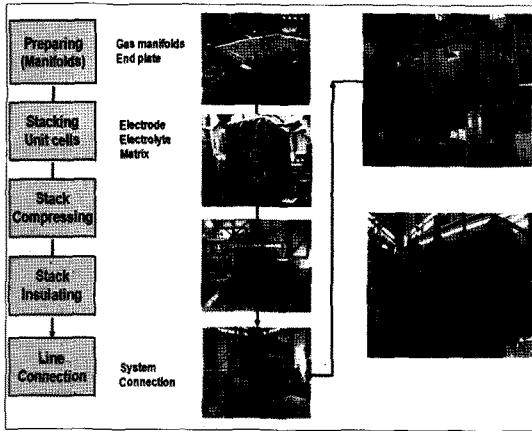 Preparing
(Manifolds)
Gas manifolds
End plate
Stacking
Unit cells
Electrode
Electrolyte
Matrix
Stack
Compressing
Stack
Insulating
Line
Connection
System
Connection